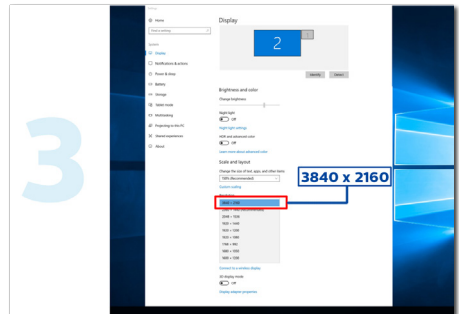 3
Home
Find a setting
System
Display
Notifications & actions
Power & sleep
Battery
Storage
Tablet mode
Multitasking
Projecting to this PC
Shared experiences
About
Display
2
Identify
Detect
Brightness and color
Change brightness
Night light
Off
Night light settings
HDR and advanced color
Off
Learn more about advanced color
Scale and layout
Change the size of text, apps, and other items
Custom scaling
3840 × 2160
3840 x 2160
2048 × 1536
1920 × 1440
1920 × 1200
1920 × 1080
1680 × 1050
1600 × 1200
Connect to a wireless display
3D display mode
Off
Display adapter properties